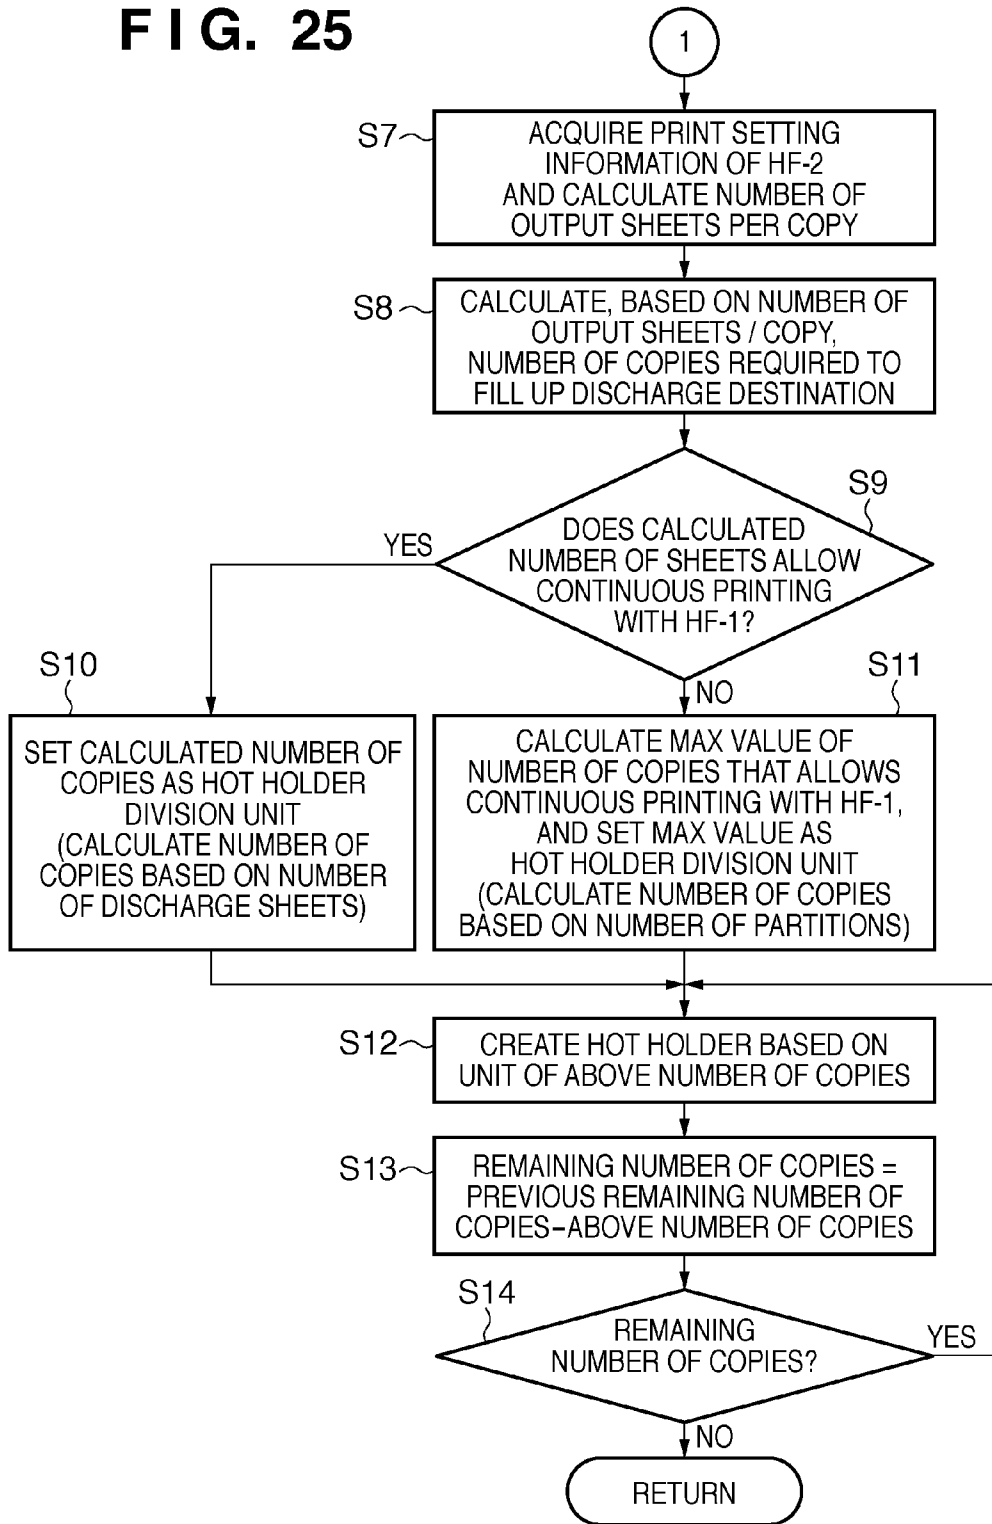 FIG. 25
1
S7
ACQUIRE PRINT SETTING
INFORMATION OF HF-2
AND CALCULATE NUMBER OF
OUTPUT SHEETS PER COPY
S8
CALCULATE, BASED ON NUMBER OF
OUTPUT SHEETS / COPY,
NUMBER OF COPIES REQUIRED TO
FILL UP DISCHARGE DESTINATION
S9
DOES CALCULATED
NUMBER OF SHEETS ALLOW
CONTINUOUS PRINTING
WITH HF-1?
YES
NO
S10
SET CALCULATED NUMBER OF
COPIES AS HOT HOLDER
DIVISION UNIT
(CALCULATE NUMBER OF
COPIES BASED ON NUMBER
OF DISCHARGE SHEETS)
S11
CALCULATE MAX VALUE OF
NUMBER OF COPIES THAT ALLOWS
CONTINUOUS PRINTING WITH HF-1,
AND SET MAX VALUE AS
HOT HOLDER DIVISION UNIT
(CALCULATE NUMBER OF COPIES
BASED ON NUMBER OF PARTITIONS)
S12
CREATE HOT HOLDER BASED ON
UNIT OF ABOVE NUMBER OF COPIES
S13
REMAINING NUMBER OF COPIES =
PREVIOUS REMAINING NUMBER OF
COPIES-ABOVE NUMBER OF COPIES
S14
REMAINING
NUMBER OF COPIES?
YES
NO
RETURN